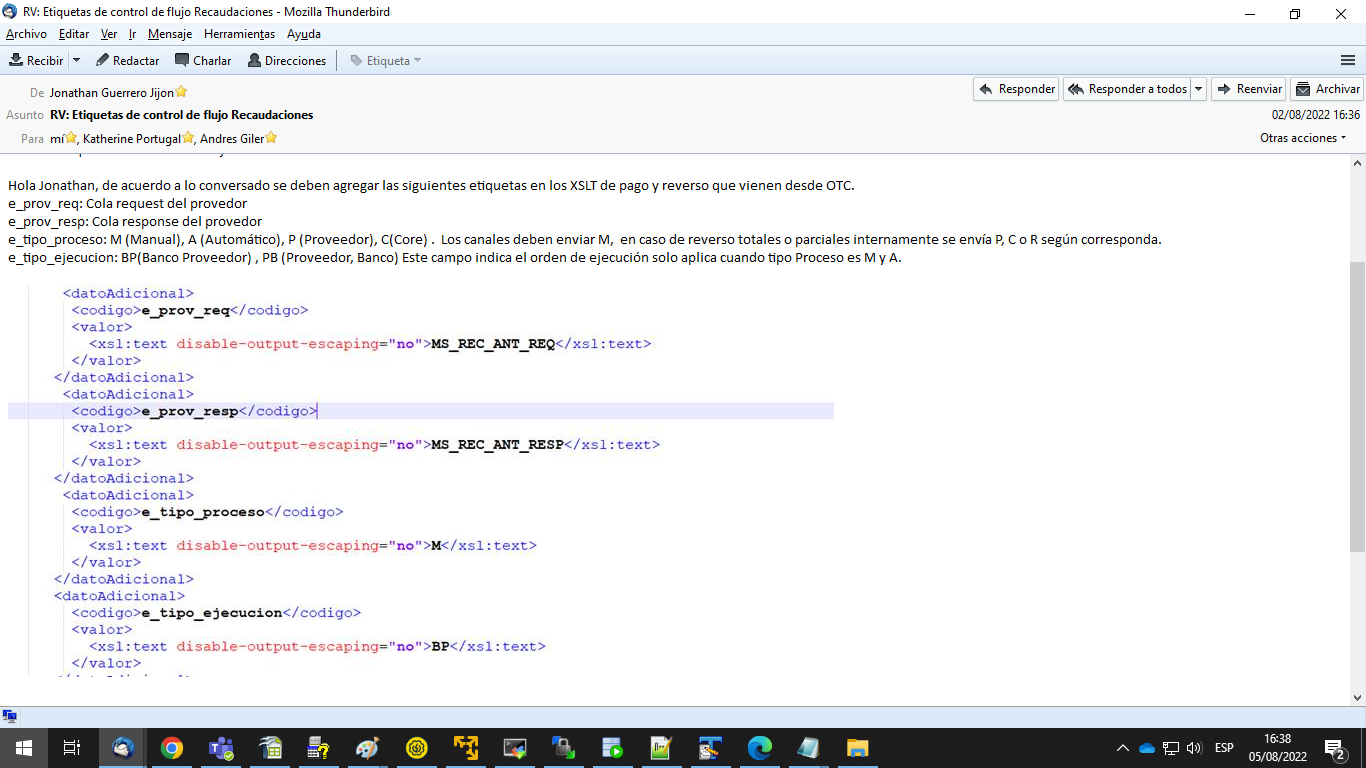 RV: Etiquetas de control de flujo Recaudaciones - Mozilla Thunderbird
Archivo Editar Ver Ir Mensaje Herramientas Ayuda
Recibir Redactar Charlar Direcciones Etiqueta
De Jonathan Guerrero Jijon Responder Responder a todos Reenviar Archivar
Asunto RV: Etiquetas de control de flujo Recaudaciones 02/08/2022 16:36
Para mí, Katherine Portugal, Andres Giler Otras acciones
Hola Jonathan, de acuerdo a lo conversado se deben agregar las siguientes etiquetas en los XSLT de pago y reverso que vienen desde OTC.
e_prov_req: Cola request del provedor
e_prov_resp: Cola response del provedor
e_tipo_proceso: M (Manual), A (Automático), P (Proveedor), C(Core) .  Los canales deben enviar M,  en caso de reverso totales o parciales internamente se envía P, C o R según corresponda.
e_tipo_ejecucion: BP(Banco Proveedor) , PB (Proveedor, Banco) Este campo indica el orden de ejecución solo aplica cuando tipo Proceso es M y A.
<datoAdicional>
<codigo>e_prov_req</codigo>
<valor>
<xsl:text disable-output-escaping="no">MS_REC_ANT_REQ</xsl:text>
</valor>
</datoAdicional>
<datoAdicional>
<codigo>e_prov_resp</codigo>
<valor>
<xsl:text disable-output-escaping="no">MS_REC_ANT_RESP</xsl:text>
</valor>
</datoAdicional>
<datoAdicional>
<codigo>e_tipo_proceso</codigo>
<valor>
<xsl:text disable-output-escaping="no">M</xsl:text>
</valor>
</datoAdicional>
<datoAdicional>
<codigo>e_tipo_ejecucion</codigo>
<valor>
<xsl:text disable-output-escaping="no">BP</xsl:text>
</valor>
ESP 16:38
05/08/2022 2